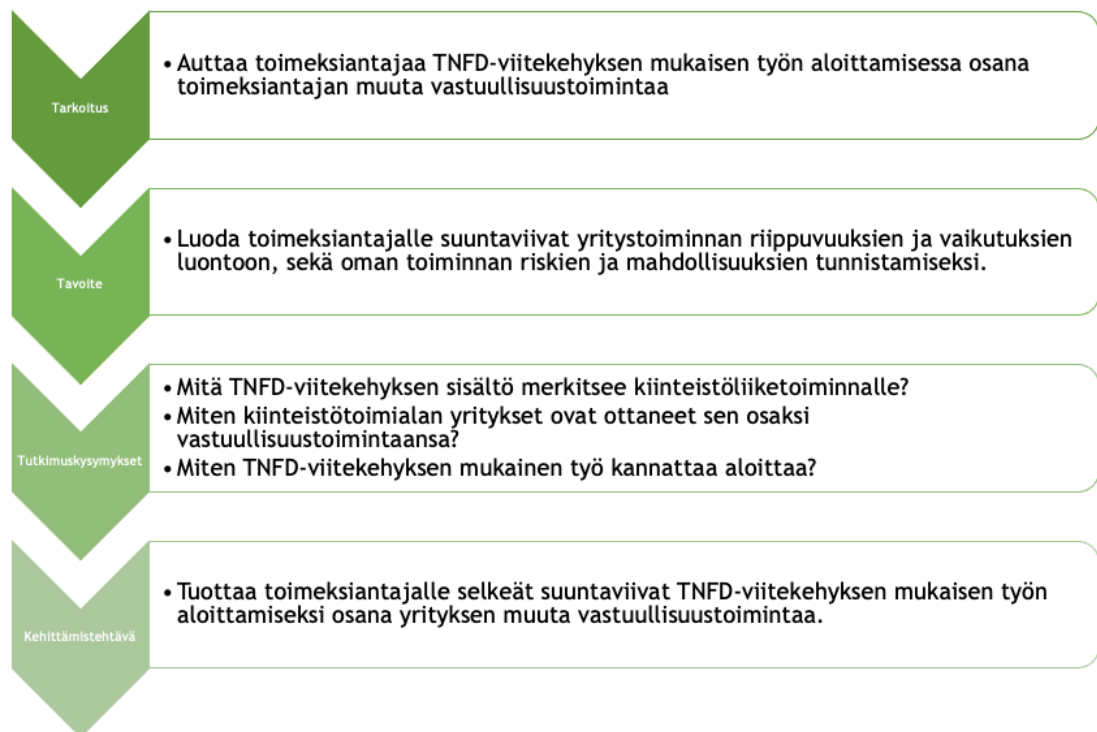 Tarkoitus
• Auttaa toimeksiantajaa TNFD-viitekehyksen mukaisen työn aloittamisessa osana
toimeksiantajan muuta vastuullisuustoimintaa
Tavoite
• Luoda toimeksiantajalle suuntaviivat yritystoiminnan riippuvuuksien ja vaikutuksien
luontoon, sekä oman toiminnan riskien ja mahdollisuuksien tunnistamiseksi.
Tutkimuskysymykset
• Mitä TNFD-viitekehyksen sisältö merkitsee kiinteistöliiketoiminnalle?
• Miten kiinteistötoimialan yritykset ovat ottaneet sen osaksi
vastuullisuustoimintaansa?
• Miten TNFD-viitekehyksen mukainen työ kannattaa aloittaa?
Kehittämistehtävä
• Tuottaa toimeksiantajalle selkeät suuntaviivat TNFD-viitekehyksen mukaisen työn
aloittamiseksi osana yrityksen muuta vastuullisuustoimintaa.